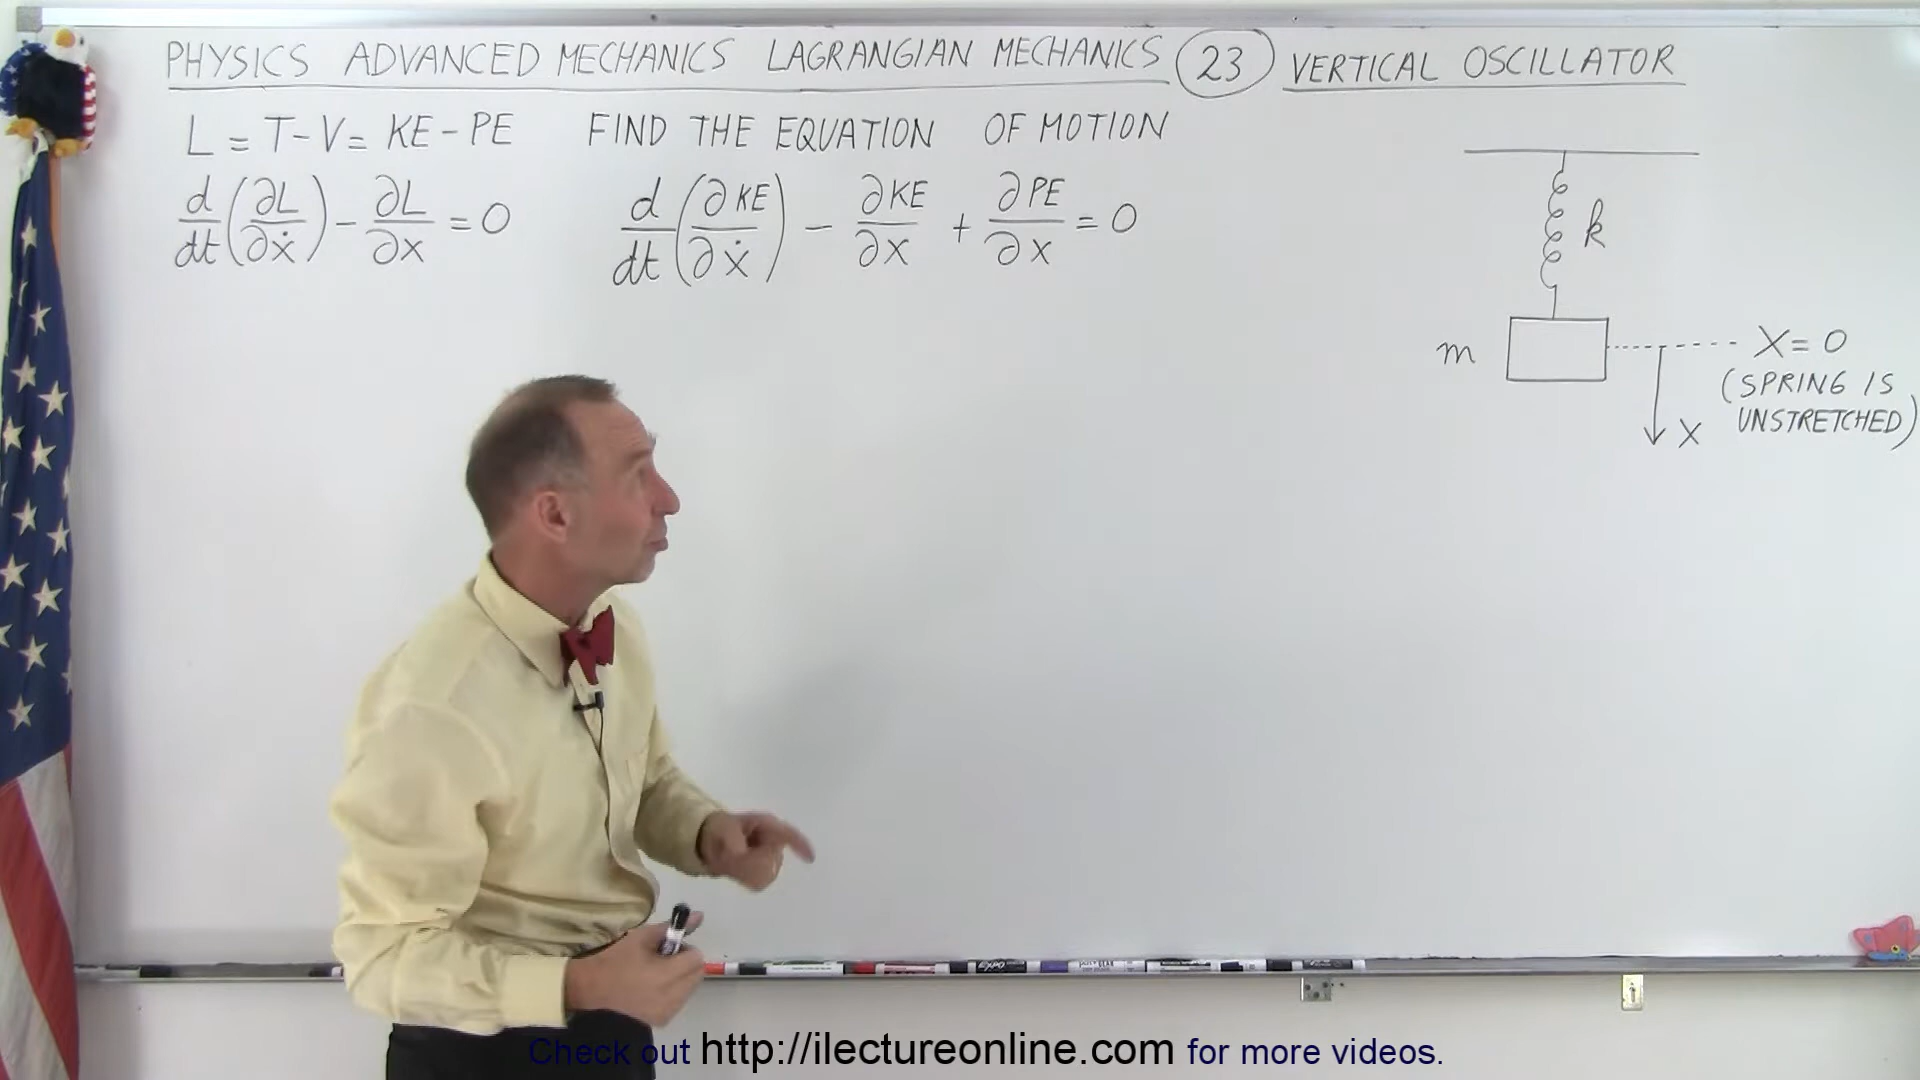 PHYSICS ADVANCED MECHANICS LAGRANGIAN MECHANICS 23 VERTICAL OSCILLATOR
L = T - V = KE - PE FIND THE EQUATION OF MOTION
d/dt (∂L/∂ẋ) - ∂L/∂x = 0 d/dt (∂KE/∂ẋ) - ∂KE/∂x + ∂PE/∂x = 0
k
m
X = 0
(SPRING IS
UNSTRETCHED)
X
EXPO
Check out http://ilectureonline.com for more videos.